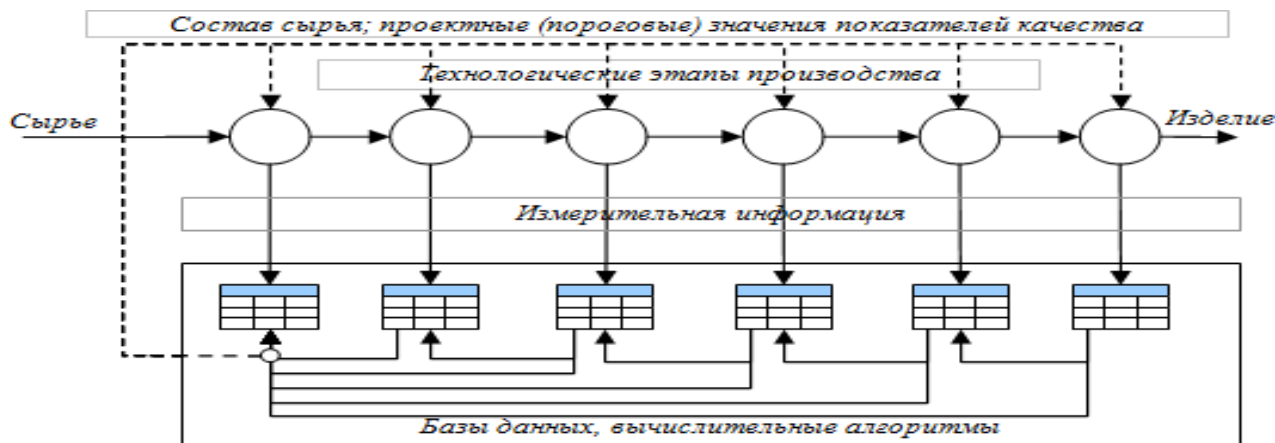 Состав сырья; проектные (пороговые) значения показателей качества
Технологические этапы производства
Сырье
Изделие
Измерительная информация
Базы данных, вычислительные алгоритмы